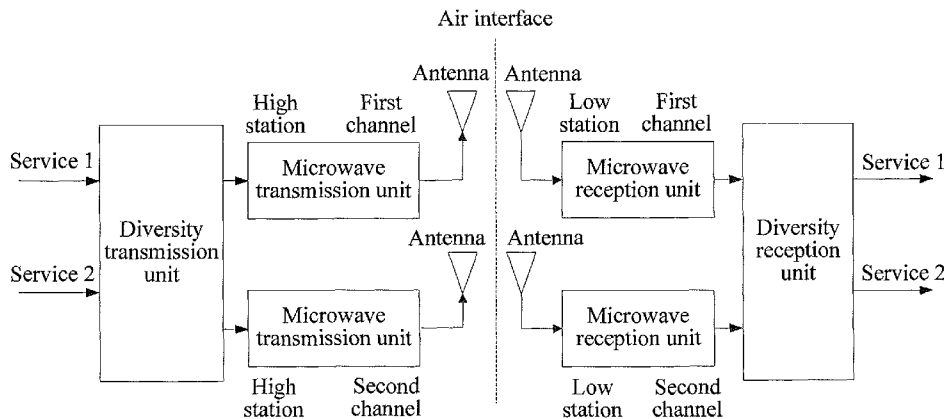 Air interface
Antenna
Antenna
High
station
First
channel
Low
station
First
channel
Service 1
Microwave
transmission unit
Microwave
reception unit
Service 1
Diversity
transmission
unit
Antenna
Antenna
Diversity
reception
unit
Service 2
Service 2
Microwave
transmission unit
Microwave
reception unit
High
station
Second
channel
Low
station
Second
channel